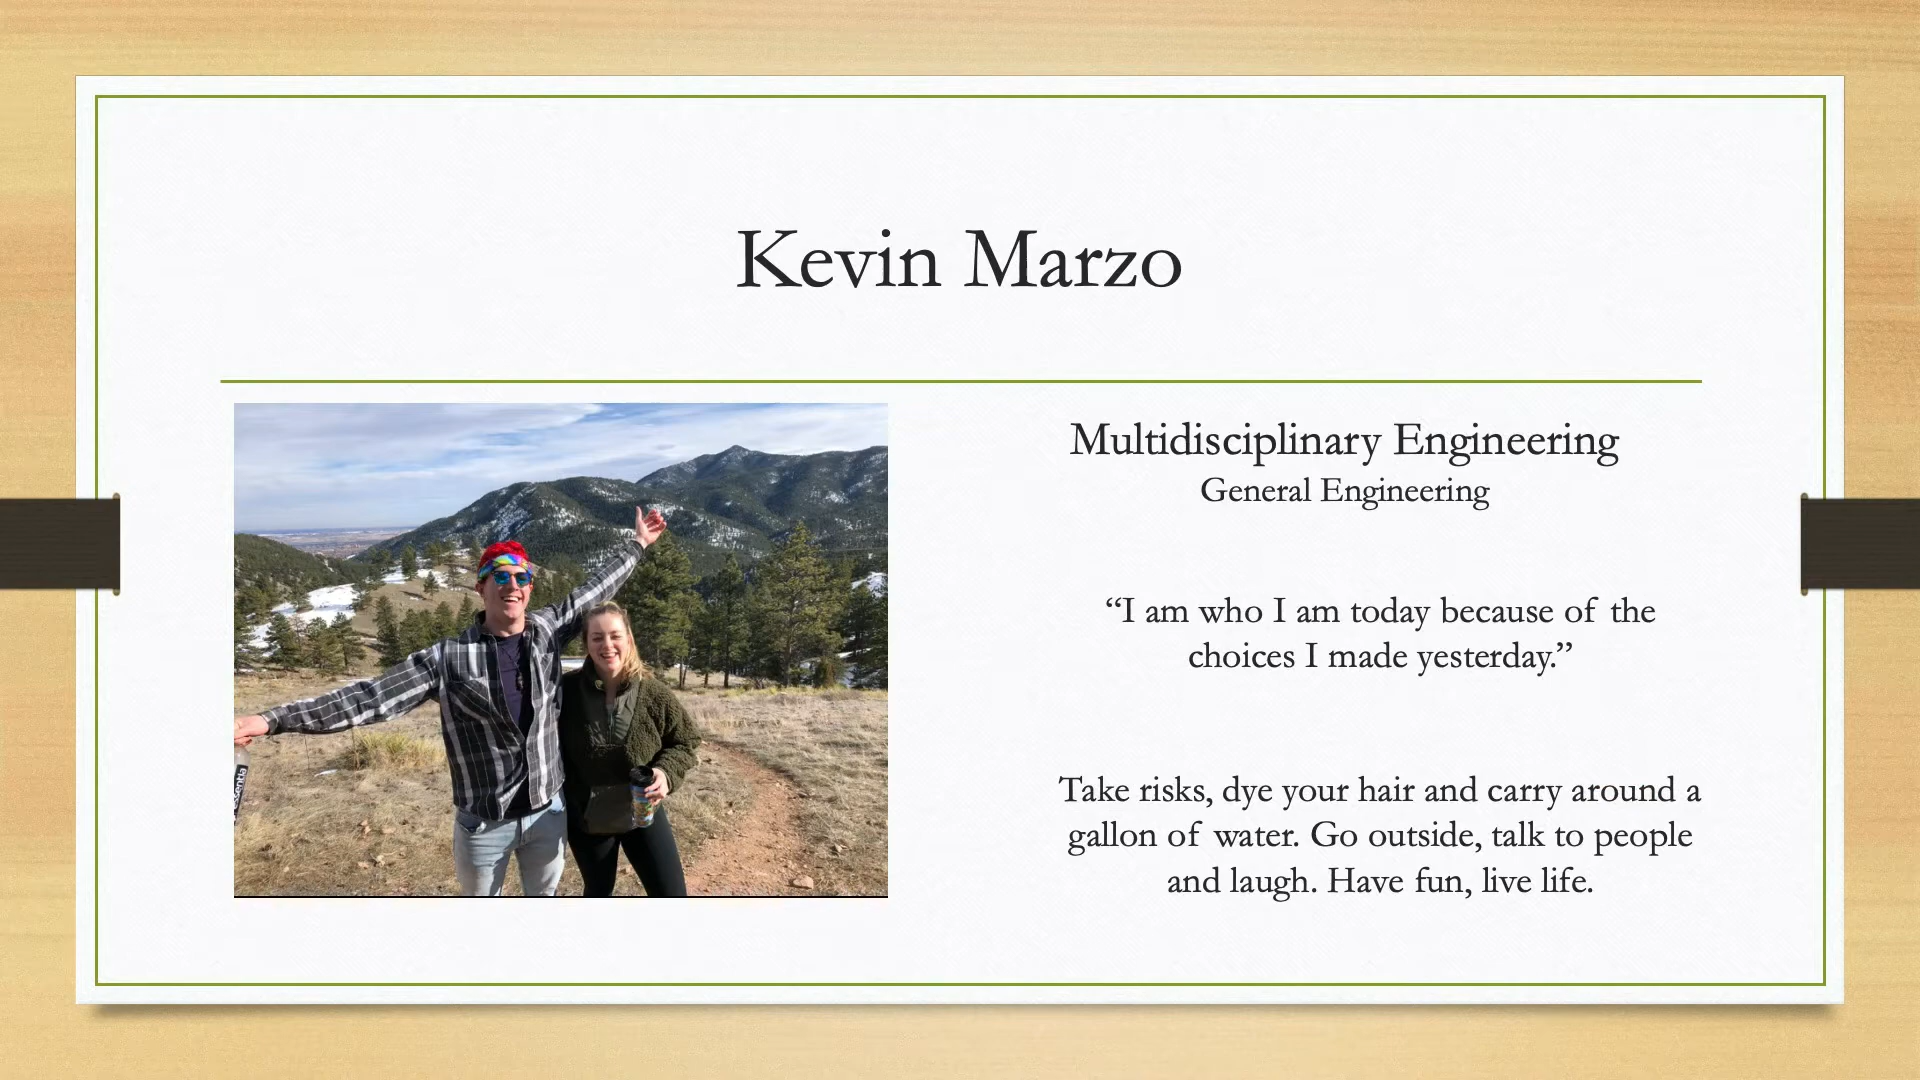 Kevin Marzo
Multidisciplinary Engineering
General Engineering
“I am who I am today because of the
choices I made yesterday.”
Take risks, dye your hair and carry around a
gallon of water. Go outside, talk to people
and laugh. Have fun, live life.
essentia